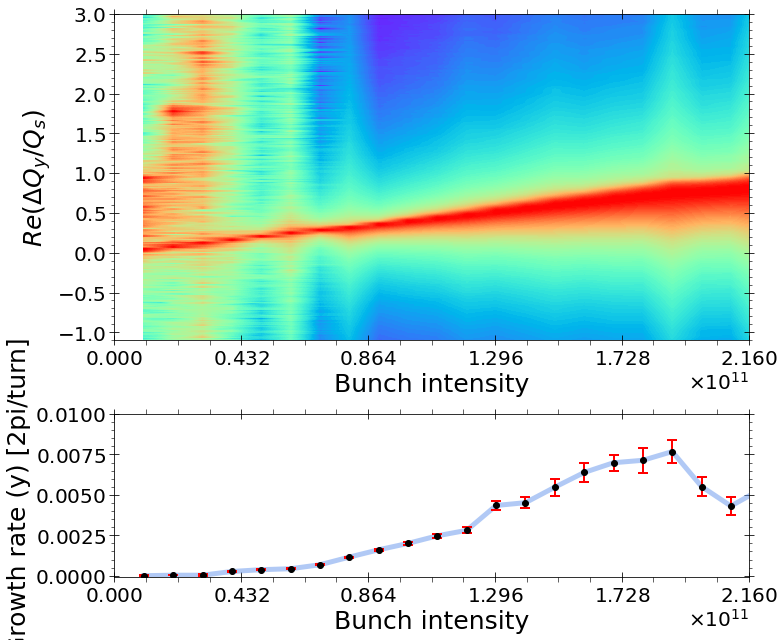 3.0
2.5
2.0
1.5
1.0
0.5
0.0
−0.5
−1.0
Re(ΔQ_y/Q_s)
0.000 0.432 0.864 1.296 1.728 2.160
Bunch intensity
×10¹¹
0.0100
0.0075
0.0050
0.0025
0.0000
rowth rate (y) [2pi/turn]
0.000 0.432 0.864 1.296 1.728 2.160
Bunch intensity
×10¹¹